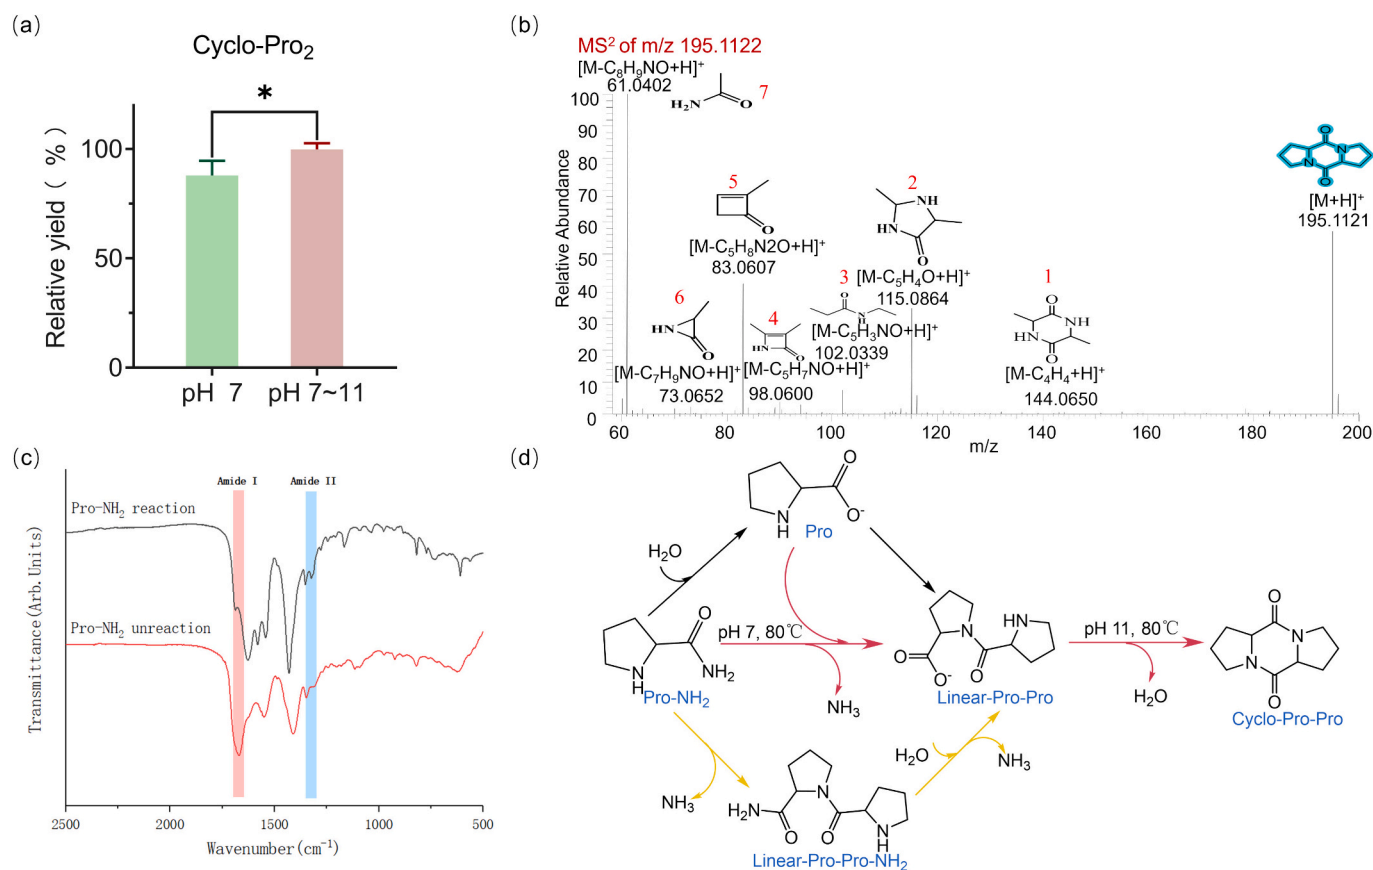 (a)
Cyclo-Pro₂
*
Relative yield ( % )
100
50
0
pH 7
pH 7~11
(b)
MS² of m/z 195.1122
[M-C₈H₉NO+H]⁺
61.0402
H₂N
O
7
5
O
[M-C₅H₈N2O+H]⁺
83.0607
2
NH
HN
O
[M-C₅H₄O+H]⁺
115.0864
6
HN
O
[M-C₇H₉NO+H]⁺
73.0652
4
HN
O
[M-C₅H₇NO+H]⁺
98.0600
3
O
N
H
[M-C₅H₃NO+H]⁺
102.0339
1
O
NH
HN
O
[M-C₄H₄+H]⁺
144.0650
O
N
N
O
[M+H]⁺
195.1121
Relative Abundance
100
90
80
70
60
50
40
30
20
10
0
60
80
100
120
140
160
180
200
m/z
(c)
Amide I
Amide II
Pro-NH₂ reaction
Pro-NH₂ unreaction
Transmittance(Arb.Units)
2500
2000
1500
1000
500
Wavenumber(cm⁻¹)
(d)
O
O⁻
N
H
Pro
H₂O
O
N
H
NH₂
Pro-NH₂
pH 7, 80℃
NH₃
HN
N
O
O⁻
O
Linear-Pro-Pro
pH 11, 80℃
H₂O
O
N
N
O
Cyclo-Pro-Pro
NH₃
H₂N
N
O
O
N
H
Linear-Pro-Pro-NH₂
H₂O
NH₃